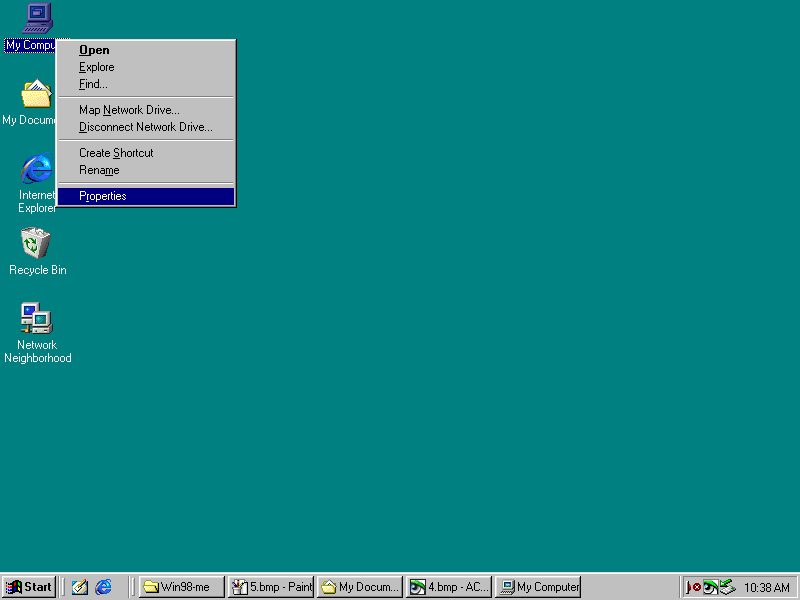 My Compu
Open
Explore
Find...
Map Network Drive...
Disconnect Network Drive...
Create Shortcut
Rename
Properties
My Docum
Internet
Explorer
Recycle Bin
Network
Neighborhood
Start
Win98-me
5.bmp - Paint
My Docum...
4.bmp - AC...
My Computer
10:38 AM